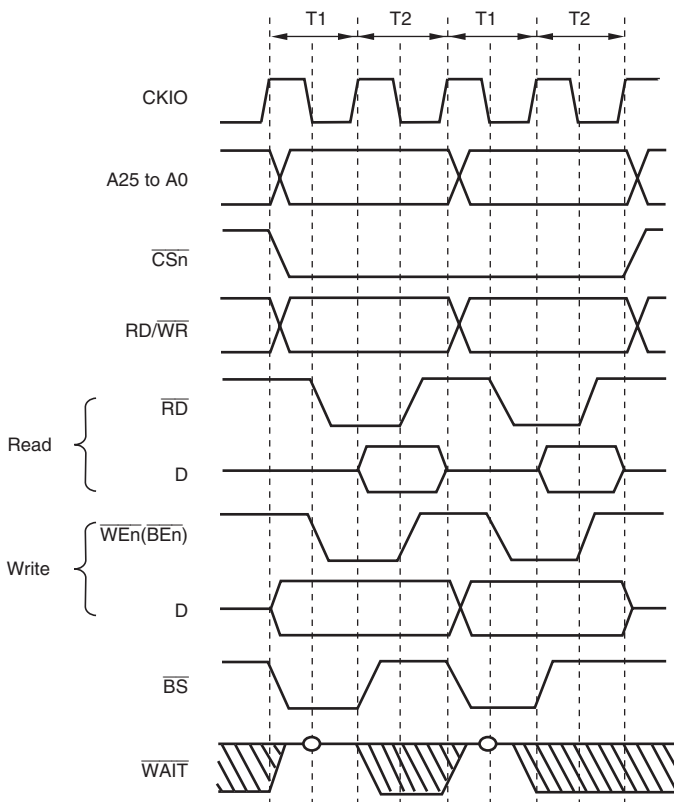 T1 T2 T1 T2
CKIO
A25 to A0
CSn
RD/WR
RD
Read
D
WEn(BEn)
Write
D
BS
WAIT